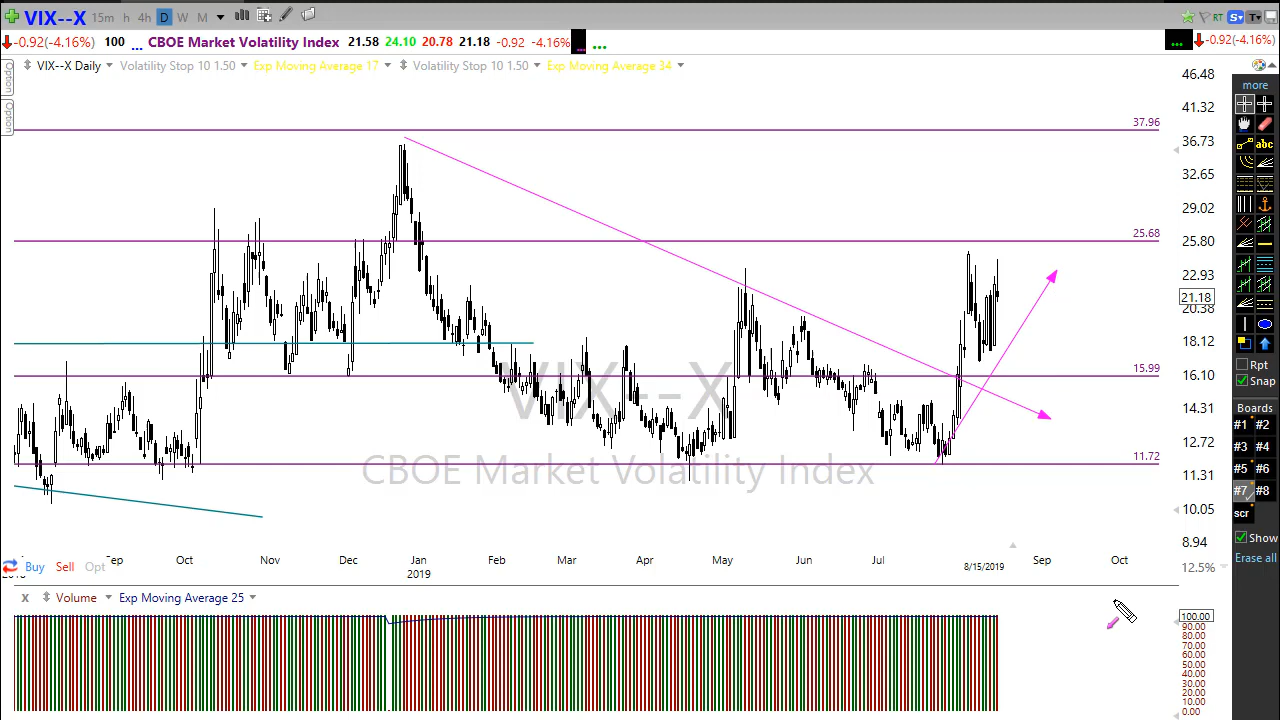 VIX--X 15m h 4h D W M RT S T
-0.92(-4.16%) 100 ... CBOE Market Volatility Index 21.58 24.10 20.78 21.18 -0.92 -4.16% ... ... -0.92(-4.16%)
VIX--X Daily Volatility Stop 10 1.50 Exp Moving Average 17 Volatility Stop 10 1.50 Exp Moving Average 34
Option
Option
46.48
41.32
37.96
36.73
32.65
29.02
25.68
25.80
22.93
21.18
20.38
18.12
15.99
16.10
14.31
12.72
11.72
11.31
10.05
8.94
VIX--X
CBOE Market Volatility Index
ep Oct Nov Dec Jan Feb Mar Apr May Jun Jul 8/15/2019 Sep Oct
2019
Buy Sell Opt 12.5%
x Volume Exp Moving Average 25
100.00
90.00
80.00
70.00
60.00
50.00
40.00
30.00
20.00
10.00
0.00
more
abc
Rpt
Snap
Boards
#1 #2
#3 #4
#5 #6
#7 #8
scr
Show
Erase all